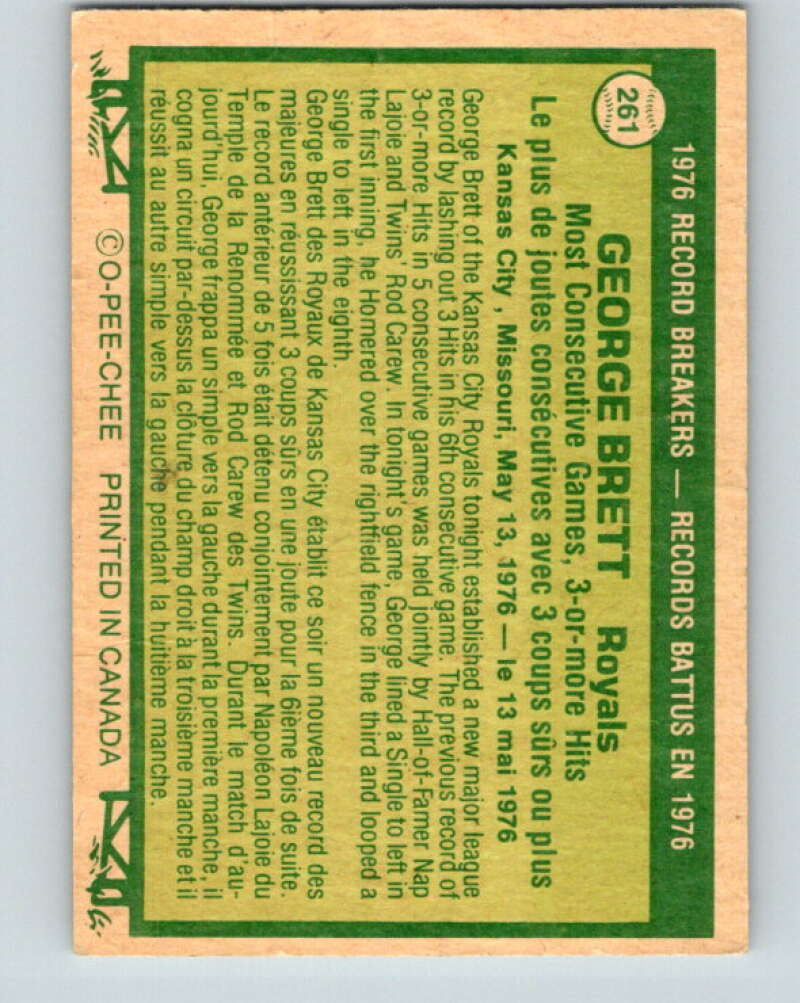 1976 RECORD BREAKERS — RECORDS BATTUS EN 1976
261
GEORGE BRETT Royals
Most Consecutive Games, 3-or-more Hits
Le plus de joutes consécutives avec 3 coups sûrs ou plus
Kansas City , Missouri, May 13, 1976 — le 13 mai 1976
George Brett of the Kansas City Royals tonight established a new major league
record by lashing out 3 Hits in his 6th consecutive game. The previous record of
3-or-more Hits in 5 consecutive games ,was held jointly by Hall-of-Famer Nap
Lajoie and Twins' Rod Carew. In tonight's game, George lined a Single to left in
the first inning, he Homered over the rightfield fence in the third and looped a
single to left in the eighth.
George Brett des Royaux de Kansas City établit ce soir un nouveau record des
majeures en réussissant 3 coups sûrs en une joute pour la 6ième fois de suite.
Le record antérieur de 5 fois était détenu conjointement par Napoléon Lajoie du
Temple de la Renommée et Rod Carew des Twins. Durant le match d'au-
jourd'hui, George frappa un simple vers la gauche durant la première manche, il
cogna un circuit par-dessus la clôture du champ droit à la troisième manche et il
réussit au autre simple vers la gauche pendant la huitième manche.
©O-PEE-CHEE PRINTED IN CANADA